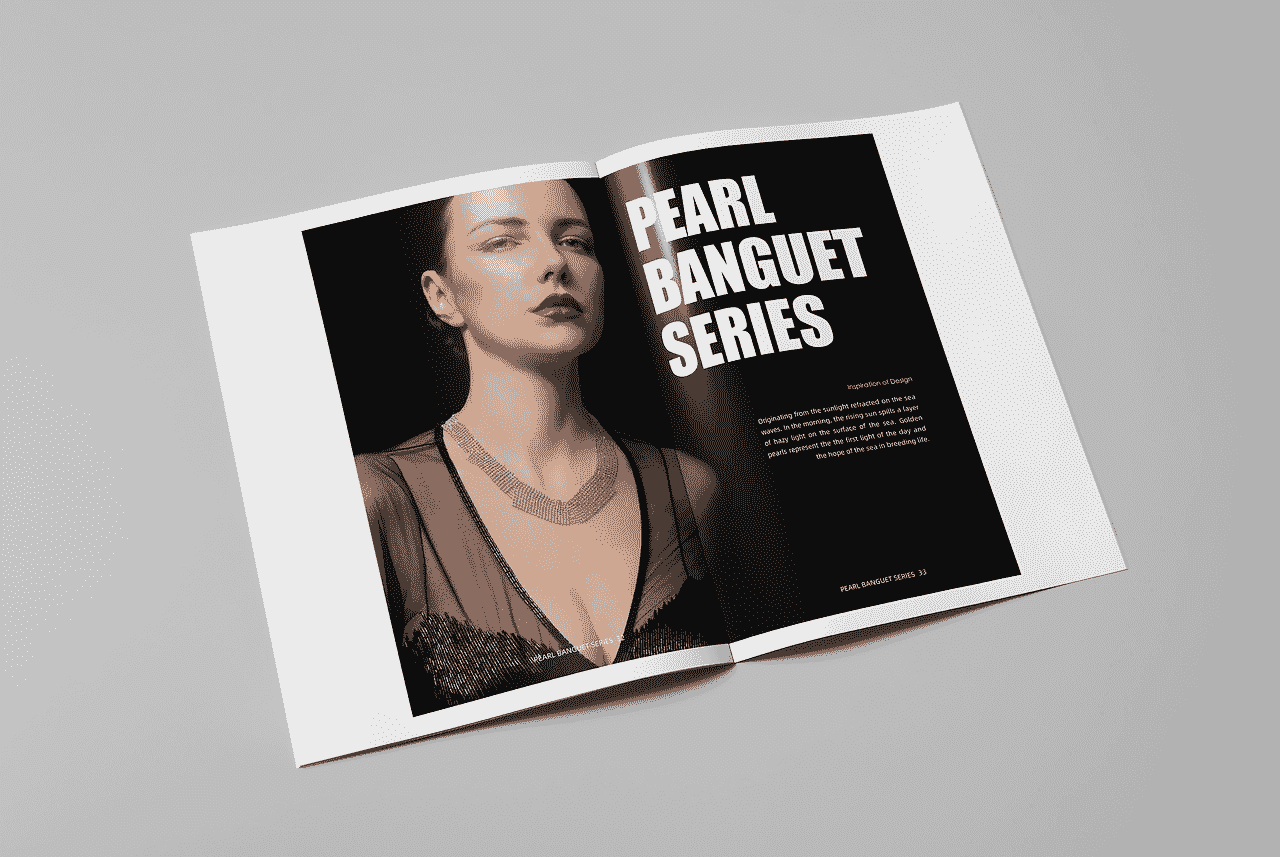 PEARL
BANGUET
SERIES
Inspiration of Design
Originating from the sunlight refracted on the sea
waves. In the morning, the rising sun spills a layer
of hazy light on the surface of the sea. Golden
pearls represent the the first light of the day and
the hope of the sea in breeding life.
PEARL BANGUET SERIES 33
PEARL BANGUET SERIES